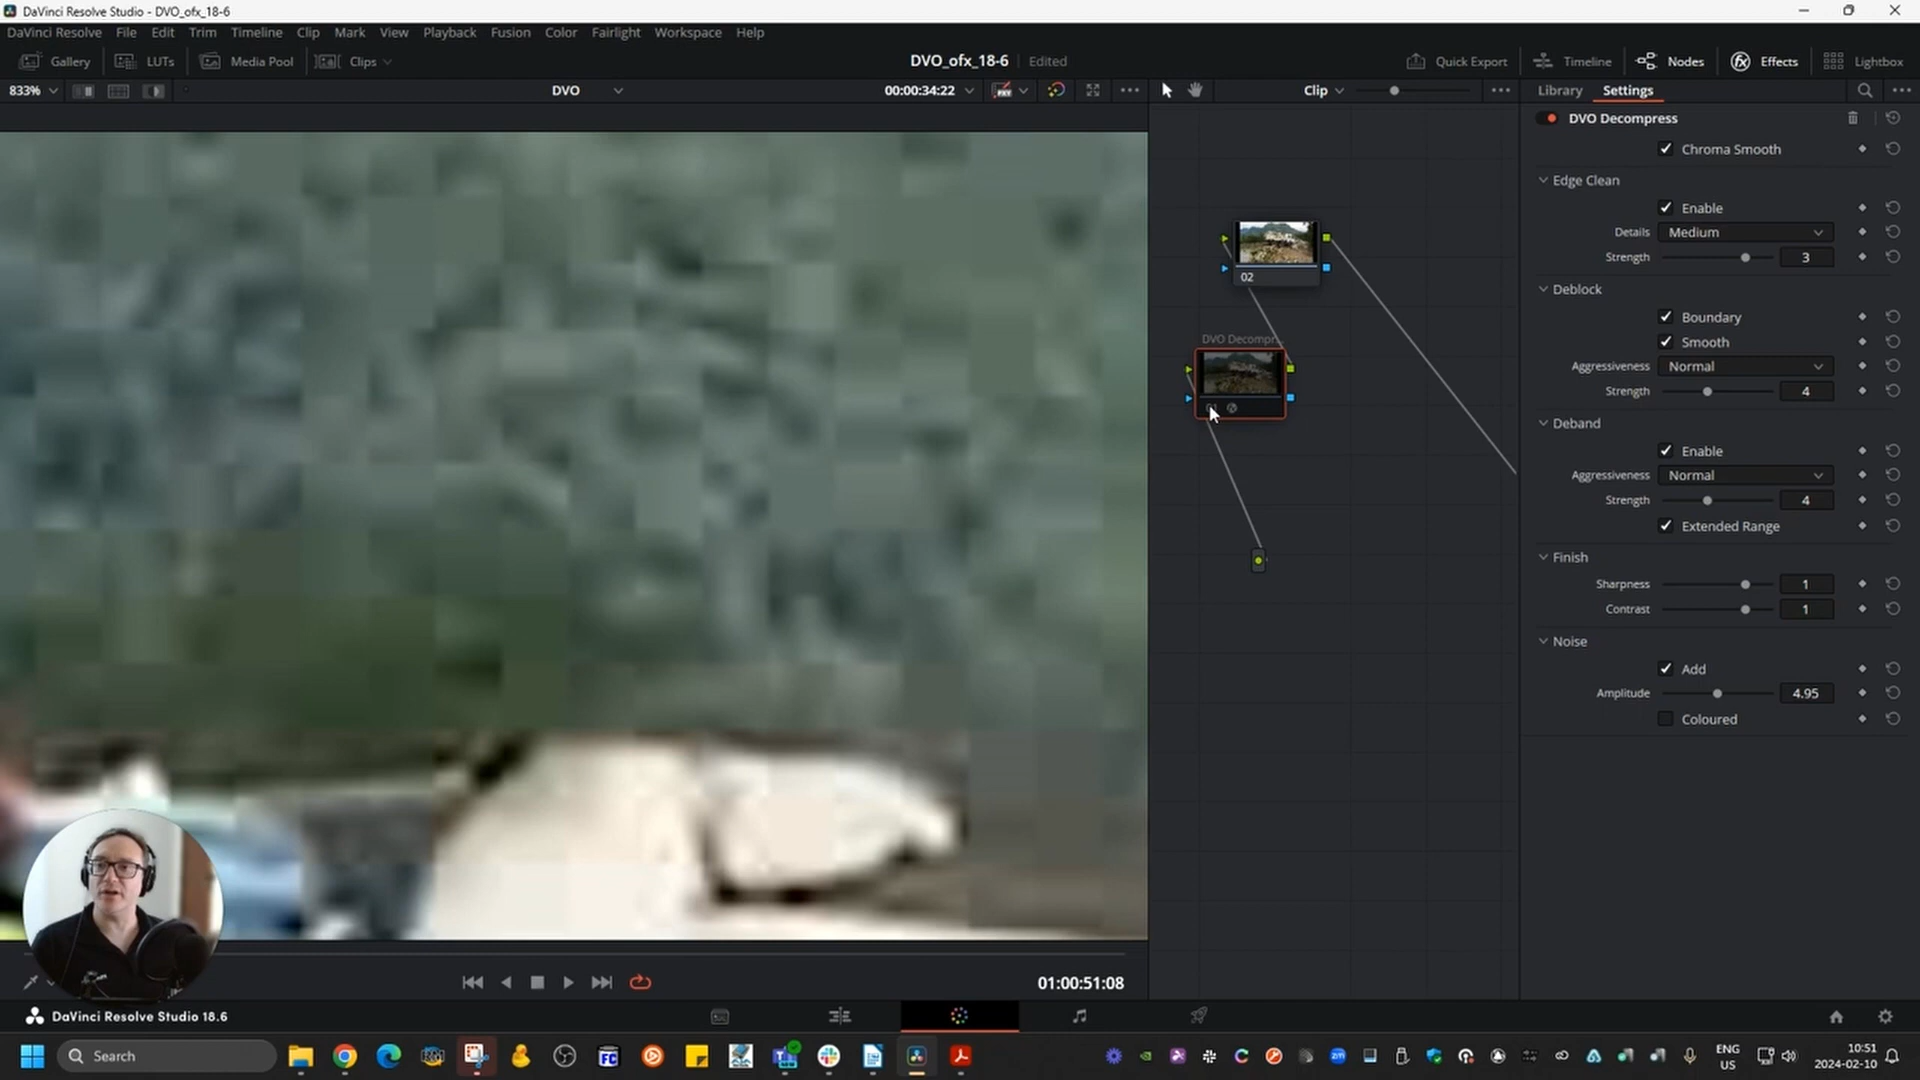 DaVinci Resolve Studio - DVO_ofx_18-6
DaVinci Resolve File Edit Trim Timeline Clip Mark View Playback Fusion Color Fairlight Workspace Help
Gallery LUTs Media Pool Clips DVO_ofx_18-6 Edited Quick Export Timeline Nodes Effects Lightbox
833% DVO 00:00:34:22 Clip Library Settings
DVO Decompress
Chroma Smooth
Edge Clean
Enable
Details Medium
Strength 3
Deblock
Boundary
Smooth
Aggressiveness Normal
Strength 4
Deband
Enable
Aggressiveness Normal
Strength 4
Extended Range
Finish
Sharpness 1
Contrast 1
Noise
Add
Amplitude 4.95
Coloured
02
DVO Decompr...
01:00:51:08
DaVinci Resolve Studio 18.6
Search
FC
zm
ENG
US
10:51
2024-02-10